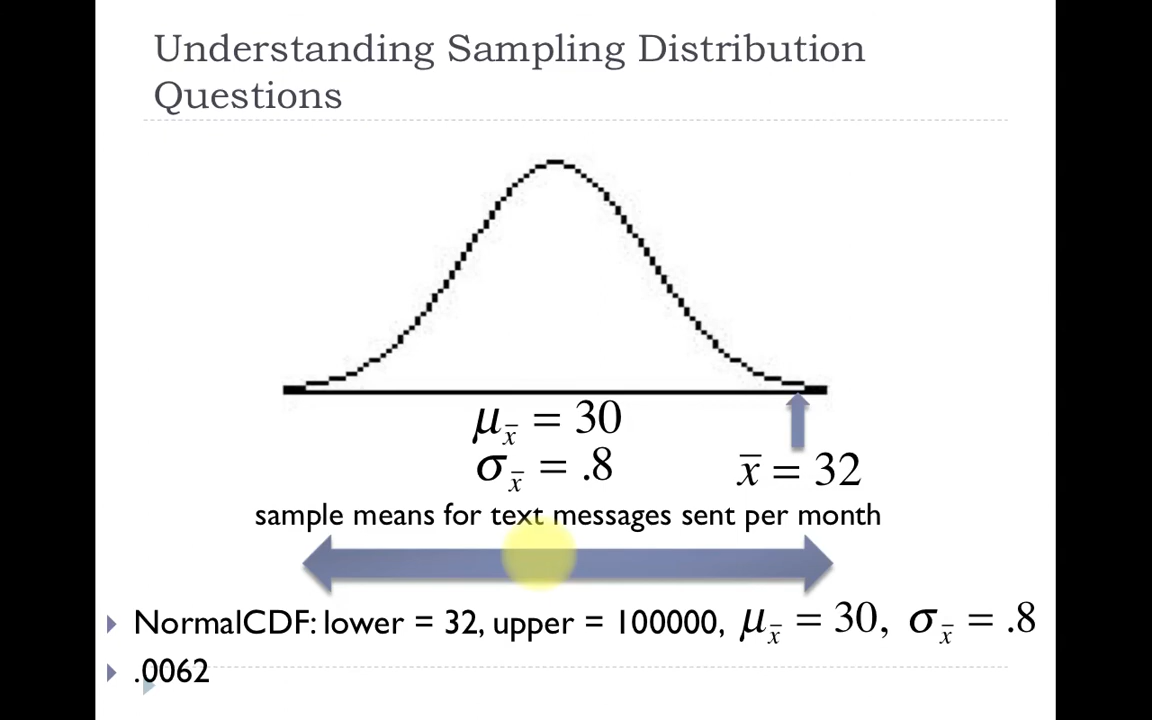 Understanding Sampling Distribution
Questions
μx̄ = 30
σx̄ = .8
x̄ = 32
sample means for text messages sent per month
NormalCDF: lower = 32, upper = 100000, μx̄ = 30, σx̄ = .8
.0062